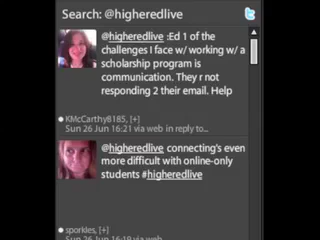 Search: @higheredlive
@higheredlive :Ed 1 of the
challenges I face w/ working w/ a
scholarship program is
communication. They r not
responding 2 their email. Help
KMcCarthy8185, [+]
Sun 26 Jun 16:21 via web in reply to...
@higheredlive connecting's even
more difficult with online-only
students #higheredlive
sporkles, [+]
Sun 26 Jun 16:19 via web